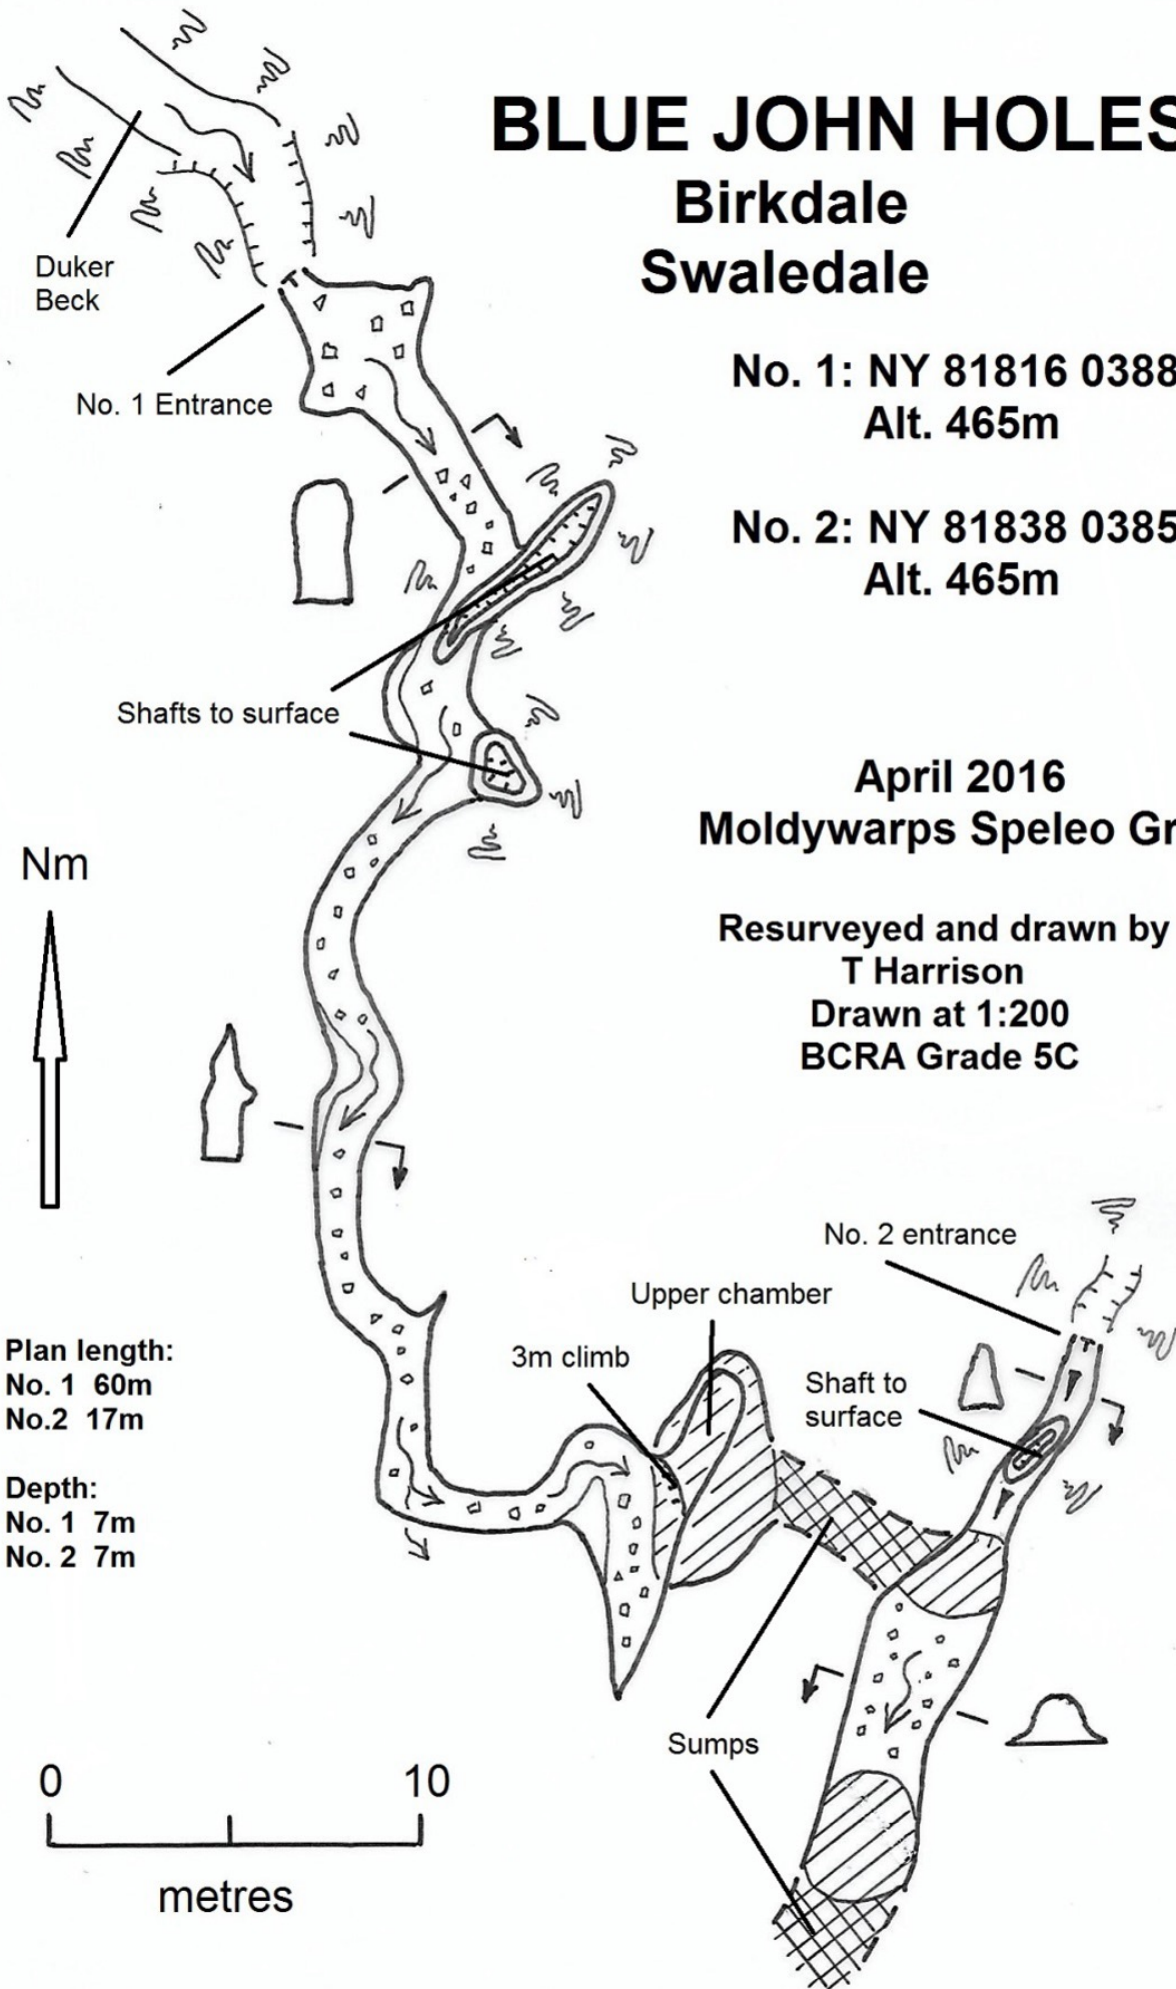 BLUE JOHN HOLES
Birkdale
Swaledale
Duker
Beck
No. 1 Entrance
No. 1: NY 81816 0388
Alt. 465m
No. 2: NY 81838 0385
Alt. 465m
Shafts to surface
April 2016
Moldywarps Speleo Gr
Nm
Resurveyed and drawn by
T Harrison
Drawn at 1:200
BCRA Grade 5C
No. 2 entrance
Upper chamber
3m climb
Shaft to
surface
Plan length:
No. 1 60m
No.2 17m
Depth:
No. 1 7m
No. 2 7m
Sumps
0 10
metres